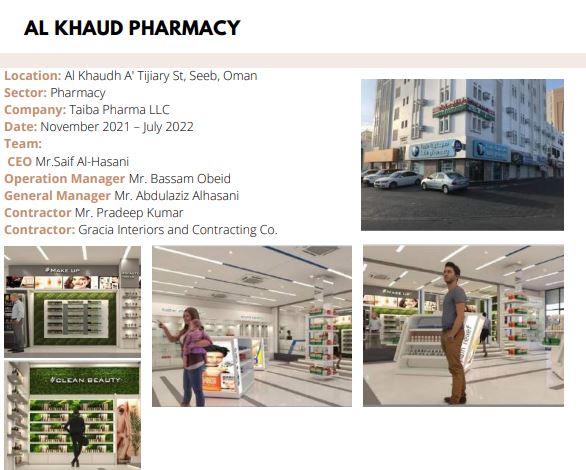 AL KHAUD PHARMACY
Location: Al Khaudh A' Tijiary St, Seeb, Oman
Sector: Pharmacy
Company: Taiba Pharma LLC
Date: November 2021 – July 2022
Team:
CEO Mr.Saif Al-Hasani
Operation Manager Mr. Bassam Obeid
General Manager Mr. Abdulaziz Alhasani
Contractor Mr. Pradeep Kumar
Contractor: Gracia Interiors and Contracting Co.
#MAKE UP
#MAKE UP
#CLEAN BEAUTY